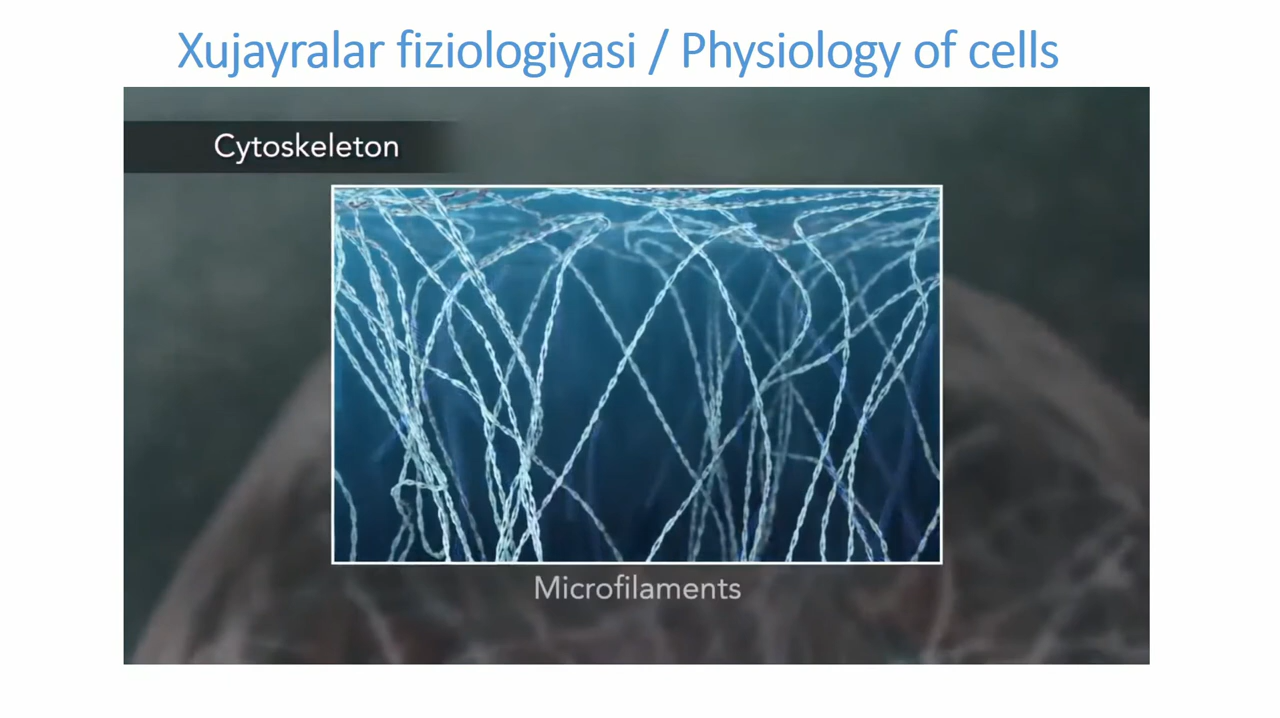 Xujayralar fiziologiyasi / Physiology of cells
Cytoskeleton
Microfilaments